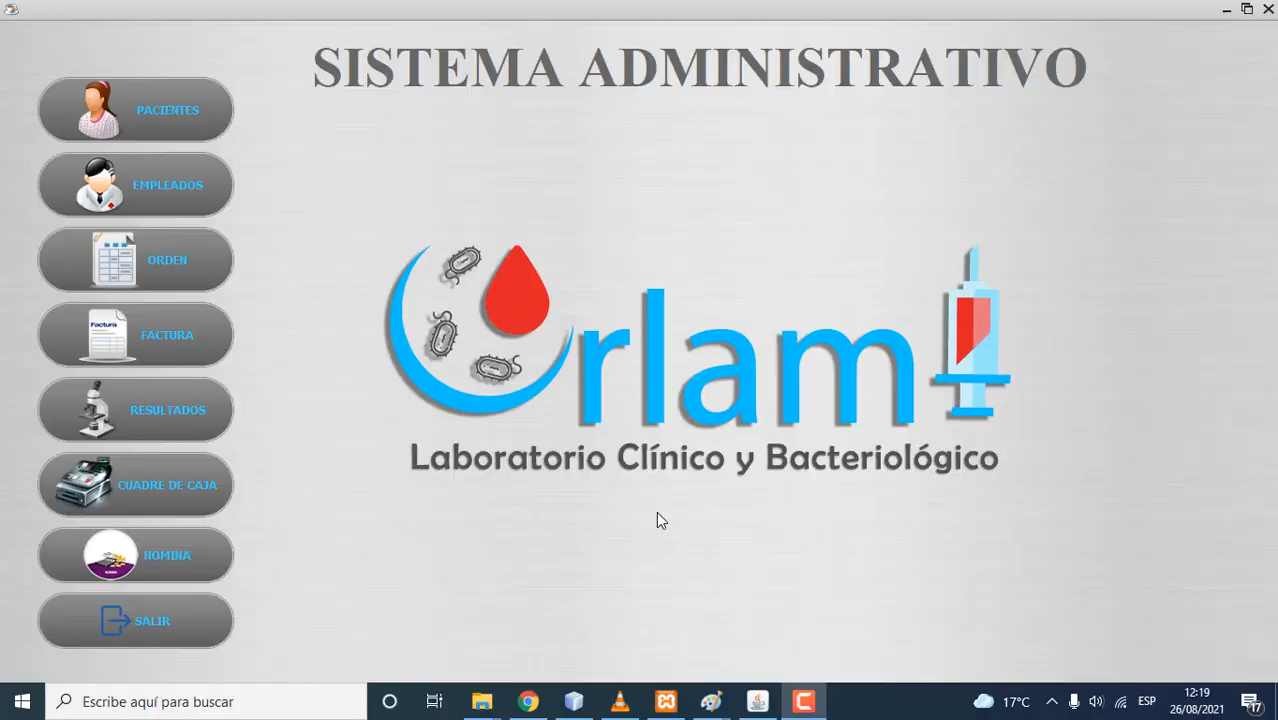 SISTEMA ADMINISTRATIVO
PACIENTES
EMPLEADOS
ORDEN
Factura
FACTURA
RESULTADOS
CUADRE DE CAJA
NOMINA
SALIR
Orlam
Laboratorio Clínico y Bacteriológico
Escribe aquí para buscar
17°C
ESP
12:19
26/08/2021
17